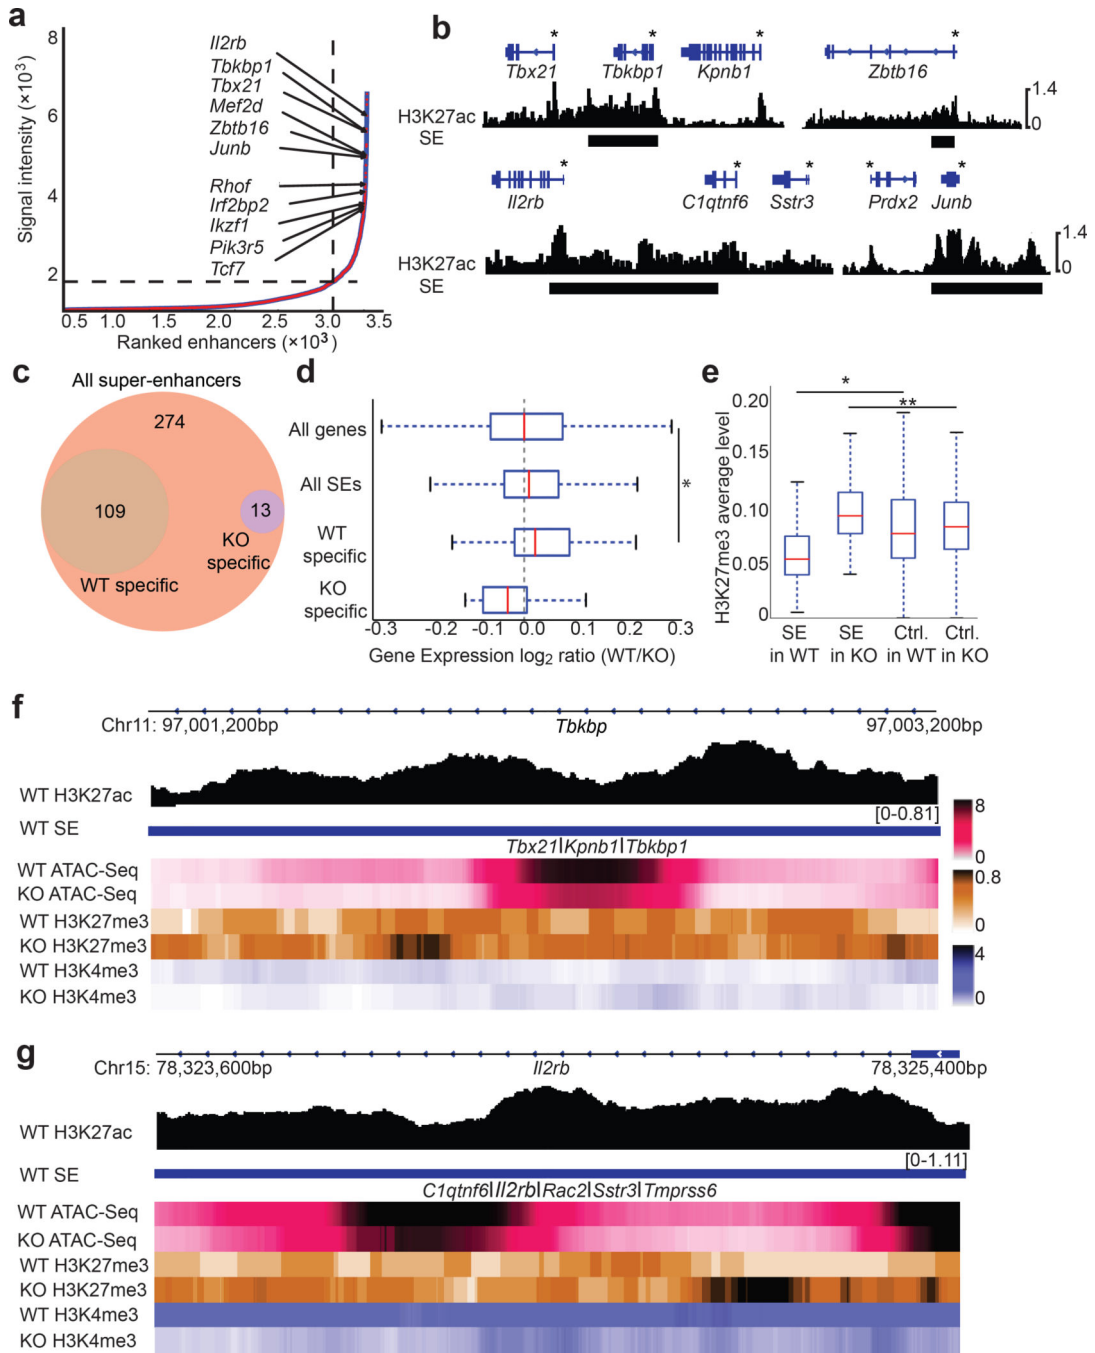 a
Signal intensity (×10³)
8
6
4
2
Il2rb
Tbkbp1
Tbx21
Mef2d
Zbtb16
Junb
Rhof
Irf2bp2
Ikzf1
Pik3r5
Tcf7
0.5 1.0 1.5 2.0 2.5 3.0 3.5
Ranked enhancers (×10³)
b
* * * *
Tbx21 Tbkbp1 Kpnb1 Zbtb16
H3K27ac
SE
1.4
0
* * * * *
Il2rb C1qtnf6 Sstr3 Prdx2 Junb
H3K27ac
SE
1.4
0
c
All super-enhancers
274
109
13
KO
specific
WT specific
d
All genes
All SEs
WT
specific
KO
specific
*
-0.3 -0.2 -0.1 0.0 0.1 0.2 0.3
Gene Expression log₂ ratio (WT/KO)
e
H3K27me3 average level
0.20
0.15
0.10
0.05
0
*
**
SE SE Ctrl. Ctrl.
in WT in KO in WT in KO
f
Chr11: 97,001,200bp Tbkbp 97,003,200bp
WT H3K27ac
[0-0.81]
WT SE
Tbx21|Kpnb1|Tbkbp1
WT ATAC-Seq
KO ATAC-Seq
WT H3K27me3
KO H3K27me3
WT H3K4me3
KO H3K4me3
8
0
0.8
0
4
0
g
Chr15: 78,323,600bp Il2rb 78,325,400bp
WT H3K27ac
[0-1.11]
WT SE
C1qtnf6|Il2rb|Rac2|Sstr3|Tmprss6
WT ATAC-Seq
KO ATAC-Seq
WT H3K27me3
KO H3K27me3
WT H3K4me3
KO H3K4me3